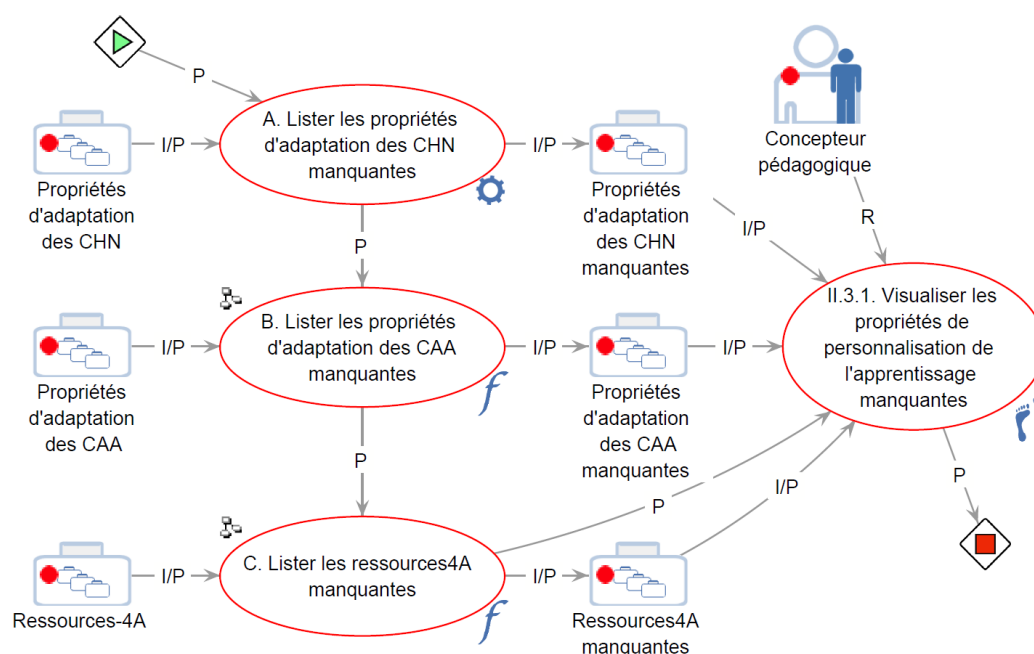 P
A. Lister les propriétés
d'adaptation des CHN
manquantes
I/P
Propriétés
d'adaptation
des CHN
I/P
Propriétés
d'adaptation
des CHN
manquantes
Concepteur
pédagogique
I/P
R
P
B. Lister les propriétés
d'adaptation des CAA
manquantes
f
I/P
Propriétés
d'adaptation
des CAA
I/P
Propriétés
d'adaptation
des CAA
manquantes
I/P
II.3.1. Visualiser les
propriétés de
personnalisation de
l'apprentissage
manquantes
P
P
I/P
P
C. Lister les ressources4A
manquantes
f
I/P
Ressources-4A
I/P
Ressources4A
manquantes